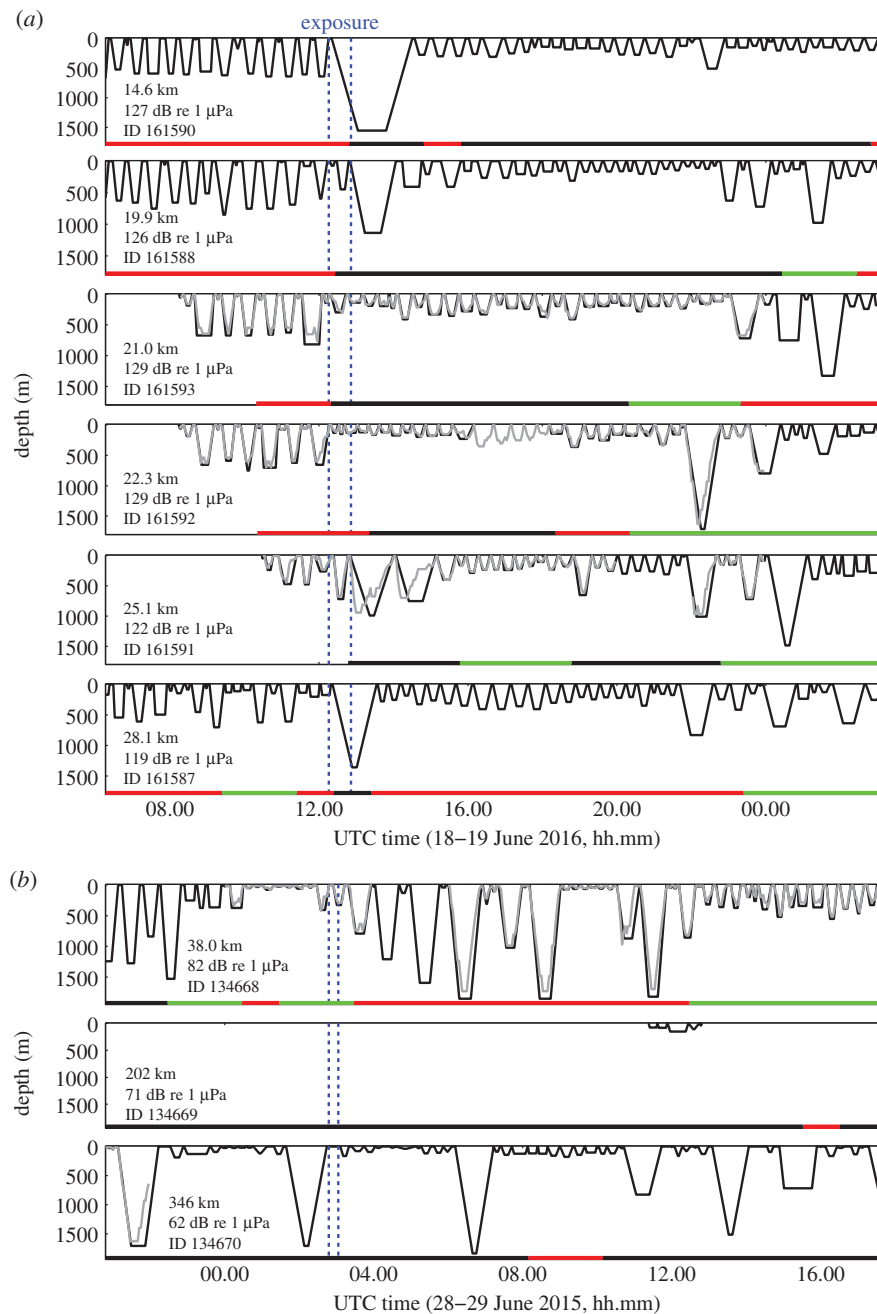 (a)
exposure
0
500
1000
1500
14.6 km
127 dB re 1 μPa
ID 161590
0
500
1000
1500
19.9 km
126 dB re 1 μPa
ID 161588
0
500
1000
1500
21.0 km
129 dB re 1 μPa
ID 161593
depth (m)
0
500
1000
1500
22.3 km
129 dB re 1 μPa
ID 161592
0
500
1000
1500
25.1 km
122 dB re 1 μPa
ID 161591
0
500
1000
1500
28.1 km
119 dB re 1 μPa
ID 161587
08.00 12.00 16.00 20.00 00.00
UTC time (18–19 June 2016, hh.mm)
(b)
0
500
1000
1500
38.0 km
82 dB re 1 μPa
ID 134668
depth (m)
0
500
1000
1500
202 km
71 dB re 1 μPa
ID 134669
0
500
1000
1500
346 km
62 dB re 1 μPa
ID 134670
00.00 04.00 08.00 12.00 16.00
UTC time (28–29 June 2015, hh.mm)